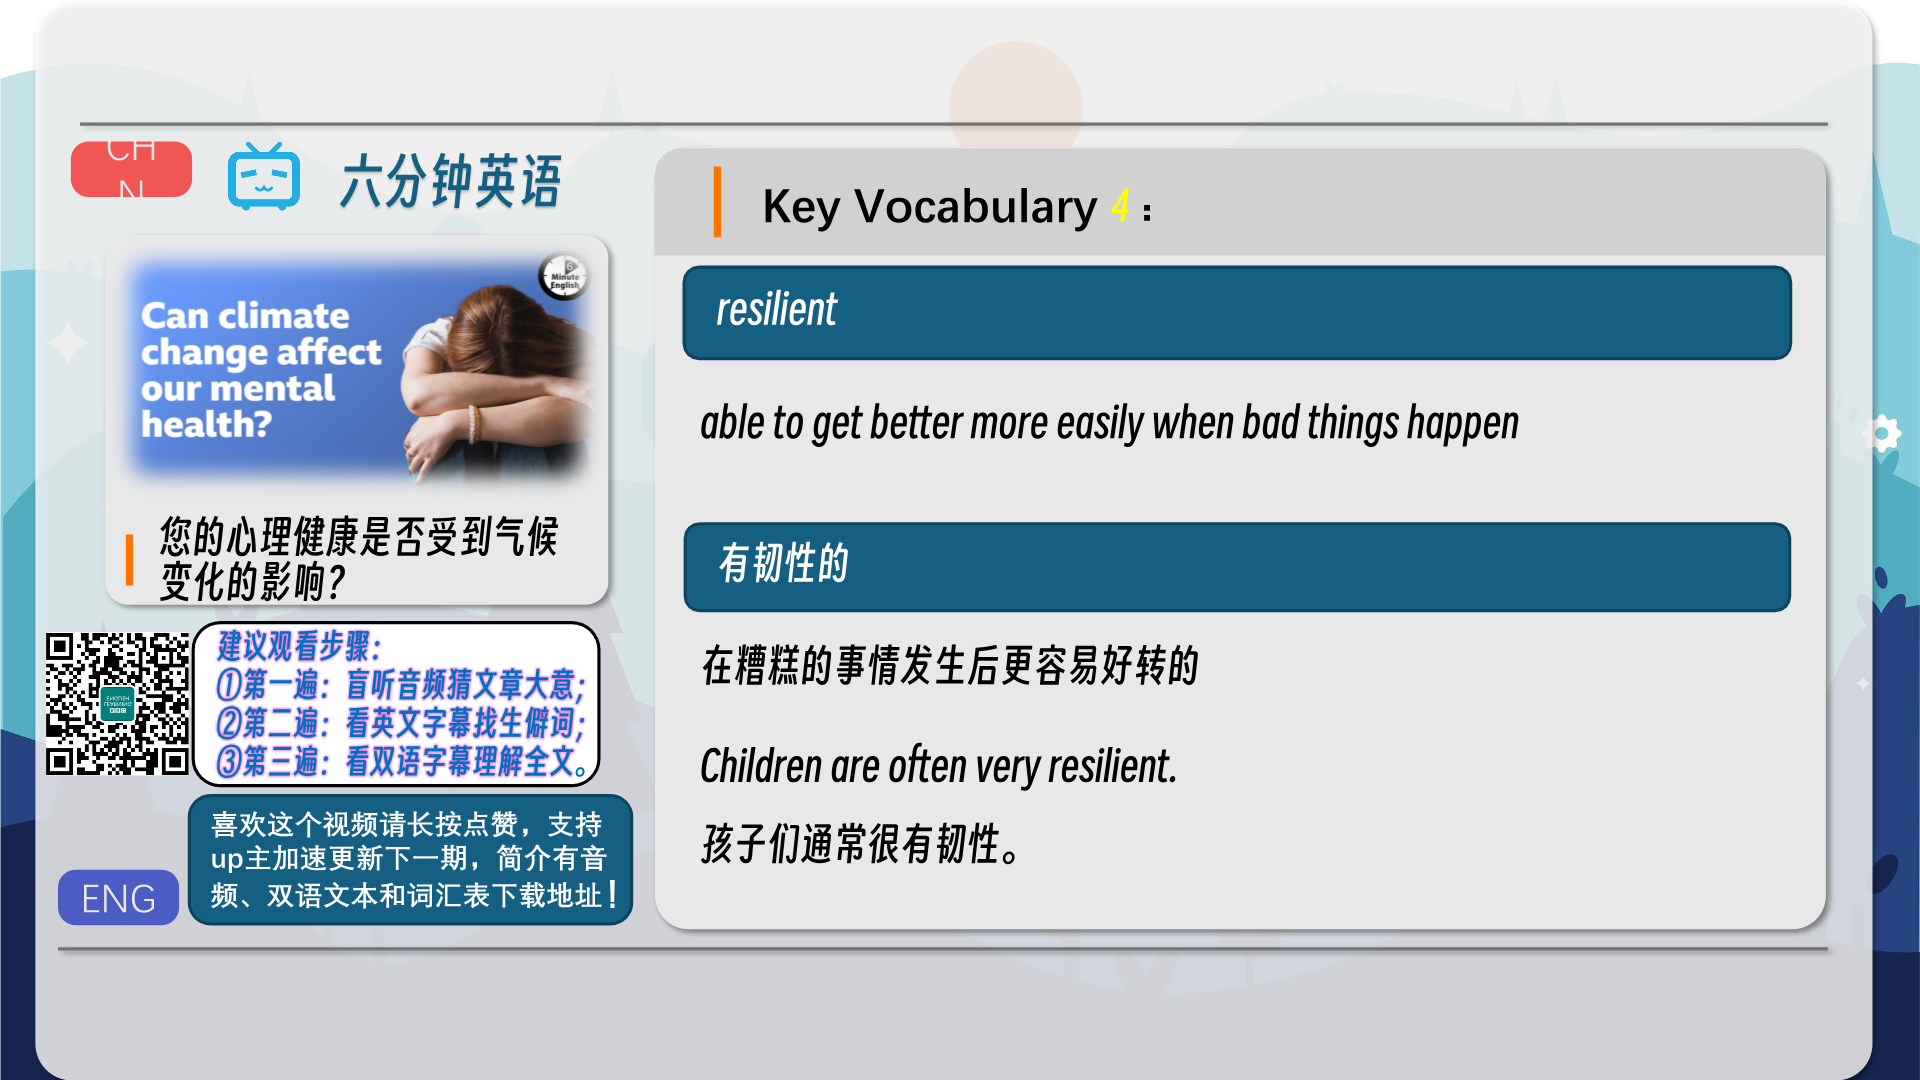 CH
N
六分钟英语
Can climate
change affect
our mental
health?
6
Minute
English
您的心理健康是否受到气候
变化的影响？
建议观看步骤：
①第一遍：盲听音频猜文章大意；
②第二遍：看英文字幕找生僻词；
③第三遍：看双语字幕理解全文。
喜欢这个视频请长按点赞，支持
up主加速更新下一期，简介有音
频、双语文本和词汇表下载地址！
ENG
Key Vocabulary 4：
resilient
able to get better more easily when bad things happen
有韧性的
在糟糕的事情发生后更容易好转的
Children are often very resilient.
孩子们通常很有韧性。